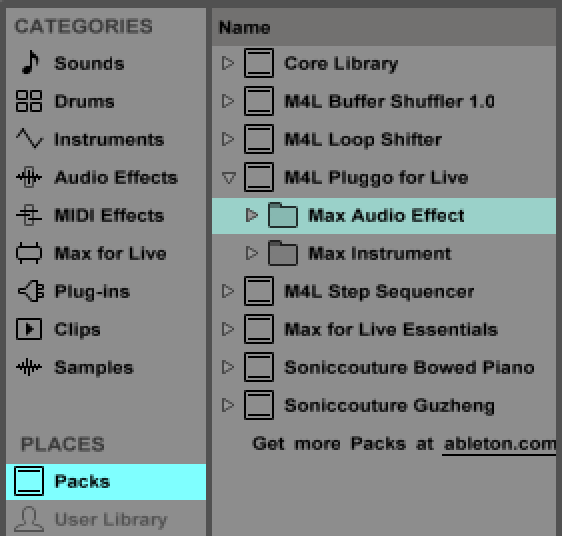 CATEGORIES
Sounds
Drums
Instruments
Audio Effects
MIDI Effects
Max for Live
Plug-ins
Clips
Samples
PLACES
Packs
User Library
Name
Core Library
M4L Buffer Shuffler 1.0
M4L Loop Shifter
M4L Pluggo for Live
Max Audio Effect
Max Instrument
M4L Step Sequencer
Max for Live Essentials
Soniccouture Bowed Piano
Soniccouture Guzheng
Get more Packs at ableton.com